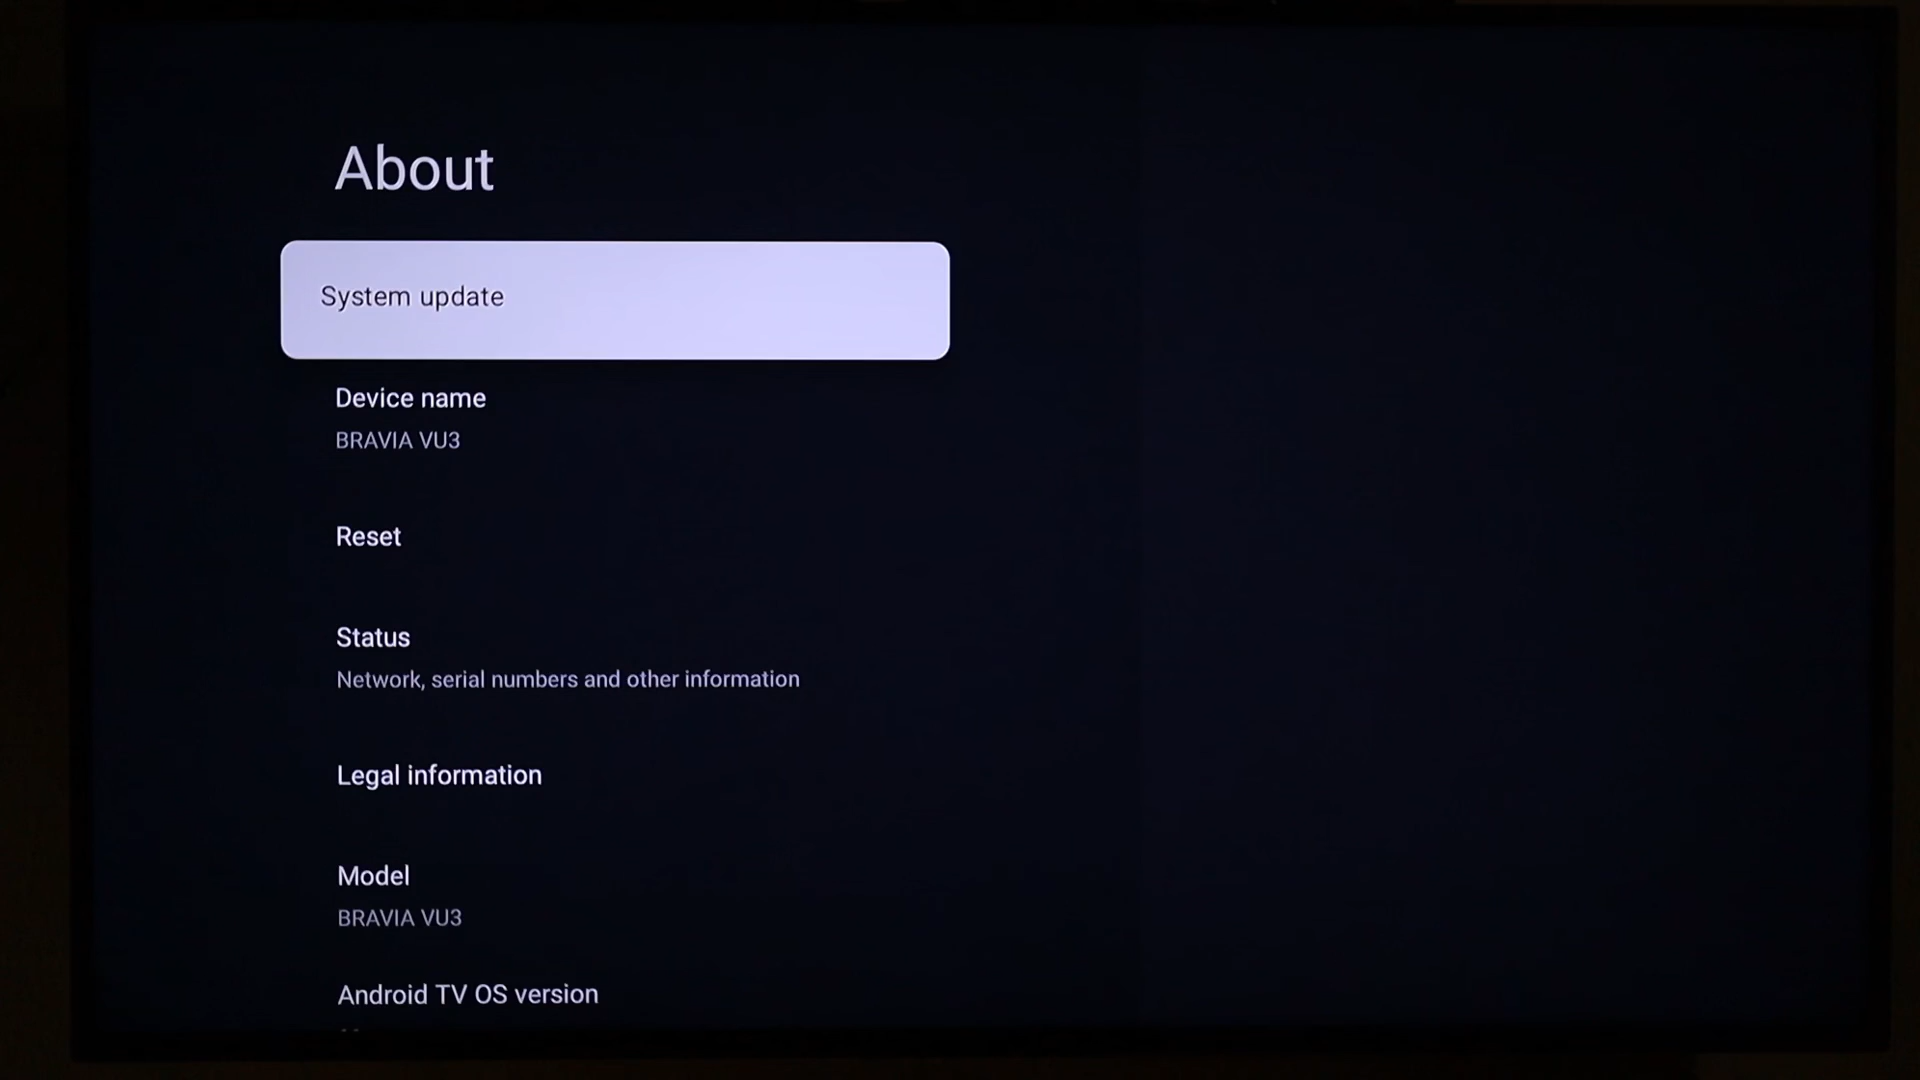 About
System update
Device name
BRAVIA VU3
Reset
Status
Network, serial numbers and other information
Legal information
Model
BRAVIA VU3
Android TV OS version